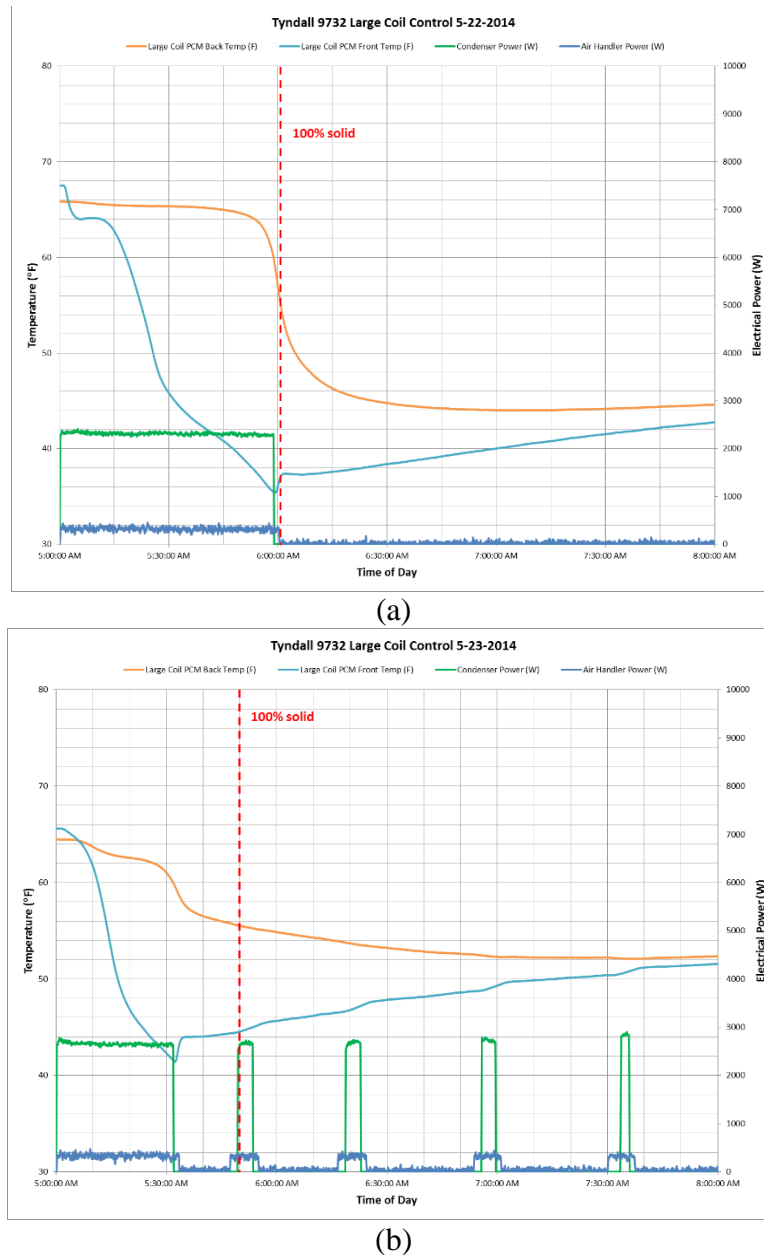 Tyndall 9732 Large Coil Control 5-22-2014
Large Coil PCM Back Temp (F) Large Coil PCM Front Temp (F) Condenser Power (W) Air Handler Power (W)
80
70
60
50
40
30
Temperature (°F)
100% solid
10000
9000
8000
7000
6000
5000
4000
3000
2000
1000
0
Electrical Power (W)
5:00:00 AM 5:30:00 AM 6:00:00 AM 6:30:00 AM 7:00:00 AM 7:30:00 AM 8:00:00 AM
Time of Day
(a)
Tyndall 9732 Large Coil Control 5-23-2014
Large Coil PCM Back Temp (F) Large Coil PCM Front Temp (F) Condenser Power (W) Air Handler Power (W)
80
70
60
50
40
30
Temperature (°F)
100% solid
10000
9000
8000
7000
6000
5000
4000
3000
2000
1000
0
Electrical Power (W)
5:00:00 AM 5:30:00 AM 6:00:00 AM 6:30:00 AM 7:00:00 AM 7:30:00 AM 8:00:00 AM
Time of Day
(b)